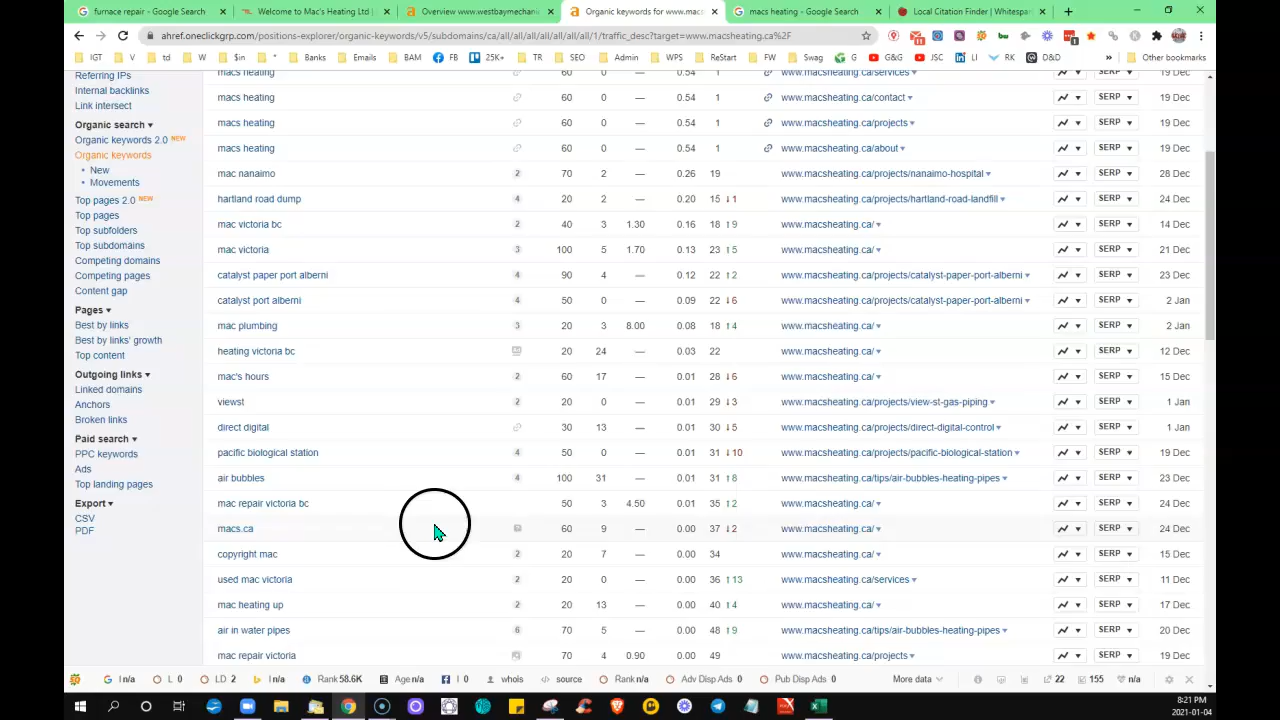 furnace repair - Google Search × Welcome to Mac's Heating Ltd | × Overview www.westbaymechanic × Organic keywords for www.macs × macs heating - Google Search × Local Citation Finder | Whitespar × +
ahref.oneclickgrp.com/positions-explorer/organic-keywords/v5/subdomains/ca/all/all/all/all/all/all/1/traffic_desc?target=www.macsheating.ca%2F
IGT V td W $in * Banks Emails BAM FB 25K+ TR SEO Admin WPS ReStart FW Swag G G&G JSC LI RK D&D » Other bookmarks
Referring IPs
Internal backlinks
Link intersect
Organic search
Organic keywords 2.0 NEW
Organic keywords
• New
• Movements
Top pages 2.0 NEW
Top pages
Top subfolders
Top subdomains
Competing domains
Competing pages
Content gap
Pages
Best by links
Best by links' growth
Top content
Outgoing links
Linked domains
Anchors
Broken links
Paid search
PPC keywords
Ads
Top landing pages
Export
CSV
PDF
macs heating 60 0 — 0.54 1 www.macsheating.ca/services SERP 19 Dec
macs heating 60 0 — 0.54 1 www.macsheating.ca/contact SERP 19 Dec
macs heating 60 0 — 0.54 1 www.macsheating.ca/projects SERP 19 Dec
macs heating 60 0 — 0.54 1 www.macsheating.ca/about SERP 19 Dec
mac nanaimo 2 70 2 — 0.26 19 www.macsheating.ca/projects/nanaimo-hospital SERP 28 Dec
hartland road dump 4 20 2 — 0.20 15 ↓1 www.macsheating.ca/projects/hartland-road-landfill SERP 24 Dec
mac victoria bc 2 40 3 1.30 0.16 18 ↑9 www.macsheating.ca/ SERP 14 Dec
mac victoria 3 100 5 1.70 0.13 23 ↑5 www.macsheating.ca/ SERP 21 Dec
catalyst paper port alberni 4 90 4 — 0.12 22 ↑2 www.macsheating.ca/projects/catalyst-paper-port-alberni SERP 23 Dec
catalyst port alberni 4 50 0 — 0.09 22 ↓6 www.macsheating.ca/projects/catalyst-paper-port-alberni SERP 2 Jan
mac plumbing 3 20 3 8.00 0.08 18 ↑4 www.macsheating.ca/ SERP 2 Jan
heating victoria bc 20 24 — 0.03 22 www.macsheating.ca/ SERP 12 Dec
mac's hours 2 60 17 — 0.01 28 ↓6 www.macsheating.ca/ SERP 15 Dec
viewst 2 20 0 — 0.01 29 ↓3 www.macsheating.ca/projects/view-st-gas-piping SERP 1 Jan
direct digital 30 13 — 0.01 30 ↓5 www.macsheating.ca/projects/direct-digital-control SERP 1 Jan
pacific biological station 4 50 0 — 0.01 31 ↓10 www.macsheating.ca/projects/pacific-biological-station SERP 19 Dec
air bubbles 4 100 31 — 0.01 31 ↑8 www.macsheating.ca/tips/air-bubbles-heating-pipes SERP 23 Dec
mac repair victoria bc 50 3 4.50 0.01 35 ↑2 www.macsheating.ca/ SERP 24 Dec
macs.ca 60 9 — 0.00 37 ↓2 www.macsheating.ca/ SERP 24 Dec
copyright mac 2 20 7 — 0.00 34 www.macsheating.ca/ SERP 15 Dec
used mac victoria 2 20 0 — 0.00 36 ↑13 www.macsheating.ca/services SERP 11 Dec
mac heating up 2 20 13 — 0.00 40 ↑4 www.macsheating.ca/ SERP 17 Dec
air in water pipes 6 70 5 — 0.00 48 ↑9 www.macsheating.ca/tips/air-bubbles-heating-pipes SERP 20 Dec
mac repair victoria 70 4 0.90 0.00 49 www.macsheating.ca/projects SERP 19 Dec
I n/a L 0 LD 2 I n/a Rank 58.6K Age n/a I 0 whois source Rank n/a Adv Disp Ads 0 Pub Disp Ads 0 More data 22 155 n/a
8:21 PM
2021-01-04